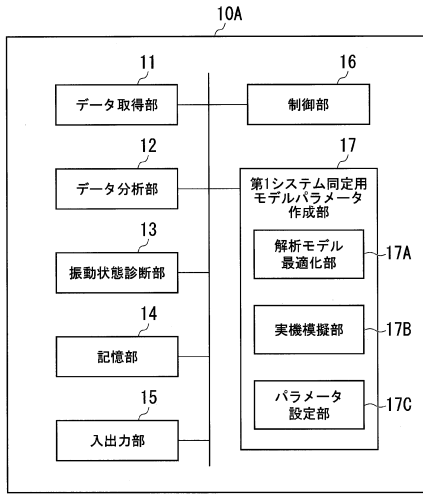 10A
11
データ取得部
12
データ分析部
13
振動状態診断部
14
記憶部
15
入出力部
16
制御部
17
第1システム同定用
モデルパラメータ
作成部
解析モデル
最適化部
17A
実機模擬部
17B
パラメータ
設定部
17C